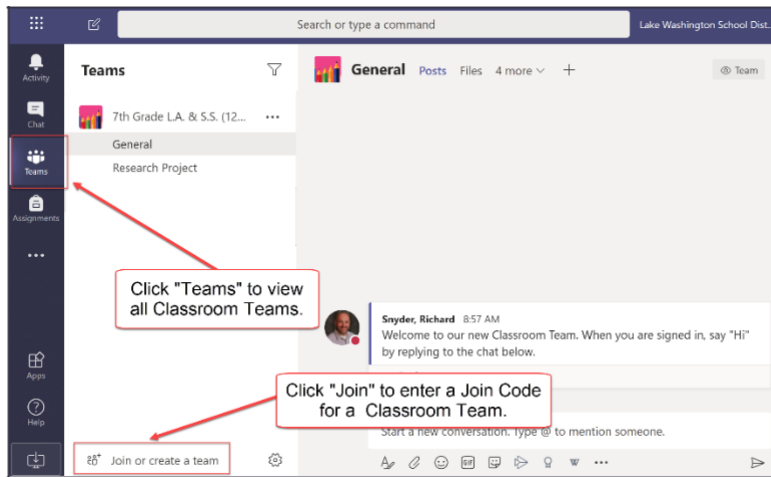 Search or type a command
Lake Washington School Dist...
Activity
Chat
Teams
Assignments
Apps
Help
Teams
7th Grade L.A. & S.S. (12...
General
Research Project
Click "Teams" to view
all Classroom Teams.
Join or create a team
General Posts Files 4 more
Team
Snyder, Richard 8:57 AM
Welcome to our new Classroom Team. When you are signed in, say "Hi"
by replying to the chat below.
Click "Join" to enter a Join Code
for a Classroom Team.
Start a new conversation. Type @ to mention someone.
GIF